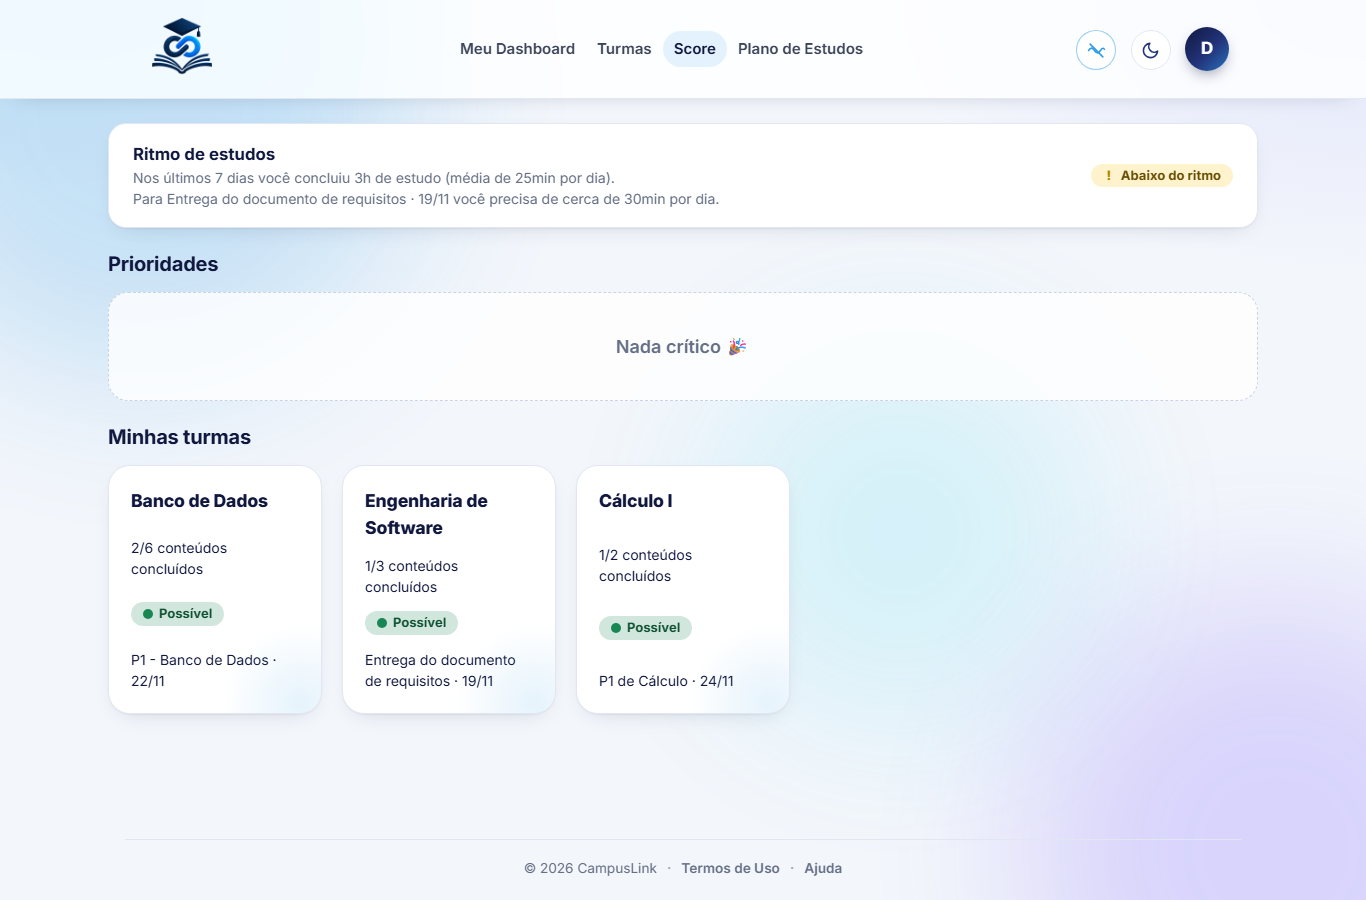 Meu Dashboard
Turmas
Score
Plano de Estudos
D
Ritmo de estudos
Nos últimos 7 dias você concluiu 3h de estudo (média de 25min por dia).
Para Entrega do documento de requisitos · 19/11 você precisa de cerca de 30min por dia.
! Abaixo do ritmo
Prioridades
Nada crítico 🎉
Minhas turmas
Banco de Dados
2/6 conteúdos
concluídos
Possível
P1 - Banco de Dados ·
22/11
Engenharia de
Software
1/3 conteúdos
concluídos
Possível
Entrega do documento
de requisitos · 19/11
Cálculo I
1/2 conteúdos
concluídos
Possível
P1 de Cálculo · 24/11
© 2026 CampusLink · Termos de Uso · Ajuda